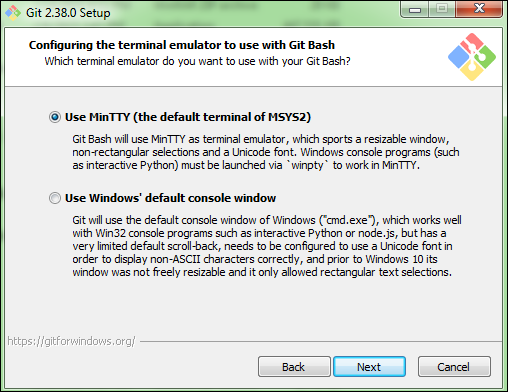 Git 2.38.0 Setup
Configuring the terminal emulator to use with Git Bash
Which terminal emulator do you want to use with your Git Bash?
Use MinTTY (the default terminal of MSYS2)
Git Bash will use MinTTY as terminal emulator, which sports a resizable window,
non-rectangular selections and a Unicode font. Windows console programs (such
as interactive Python) must be launched via `winpty` to work in MinTTY.
Use Windows' default console window
Git will use the default console window of Windows ("cmd.exe"), which works well
with Win32 console programs such as interactive Python or node.js, but has a
very limited default scroll-back, needs to be configured to use a Unicode font in
order to display non-ASCII characters correctly, and prior to Windows 10 its
window was not freely resizable and it only allowed rectangular text selections.
https://gitforwindows.org/
Back
Next
Cancel